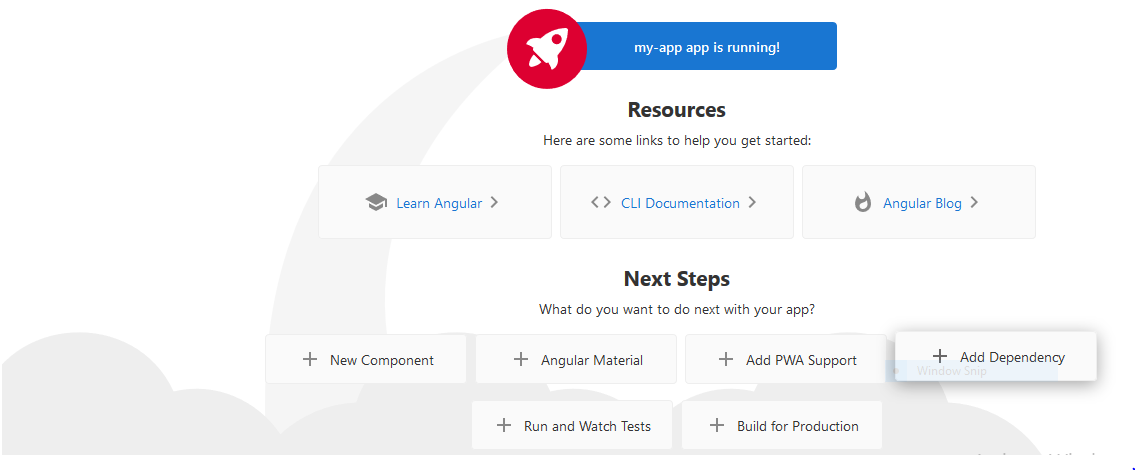 my-app app is running!
Resources
Here are some links to help you get started:
Learn Angular
CLI Documentation
Angular Blog
Next Steps
What do you want to do next with your app?
New Component
Angular Material
Add PWA Support
Add Dependency
Window Snip
Run and Watch Tests
Build for Production